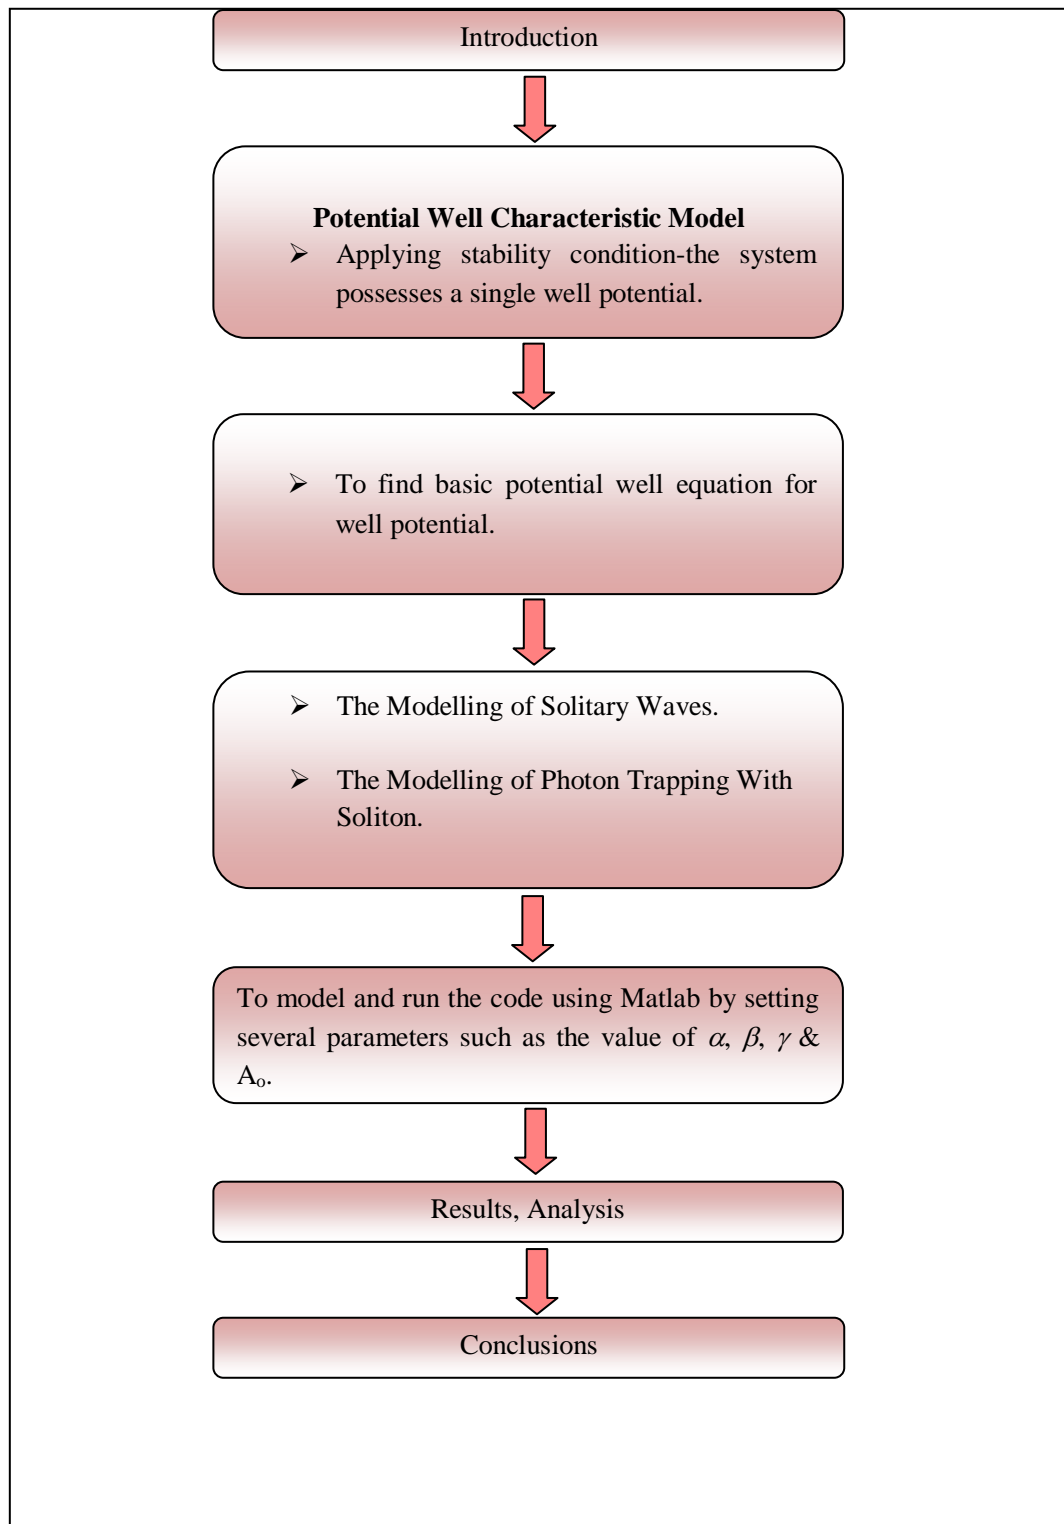 Introduction
Potential Well Characteristic Model
➢ Applying stability condition-the system
possesses a single well potential.
➢ To find basic potential well equation for
well potential.
➢ The Modelling of Solitary Waves.
➢ The Modelling of Photon Trapping With
Soliton.
To model and run the code using Matlab by setting
several parameters such as the value of α, β, γ &
Aₒ.
Results, Analysis
Conclusions